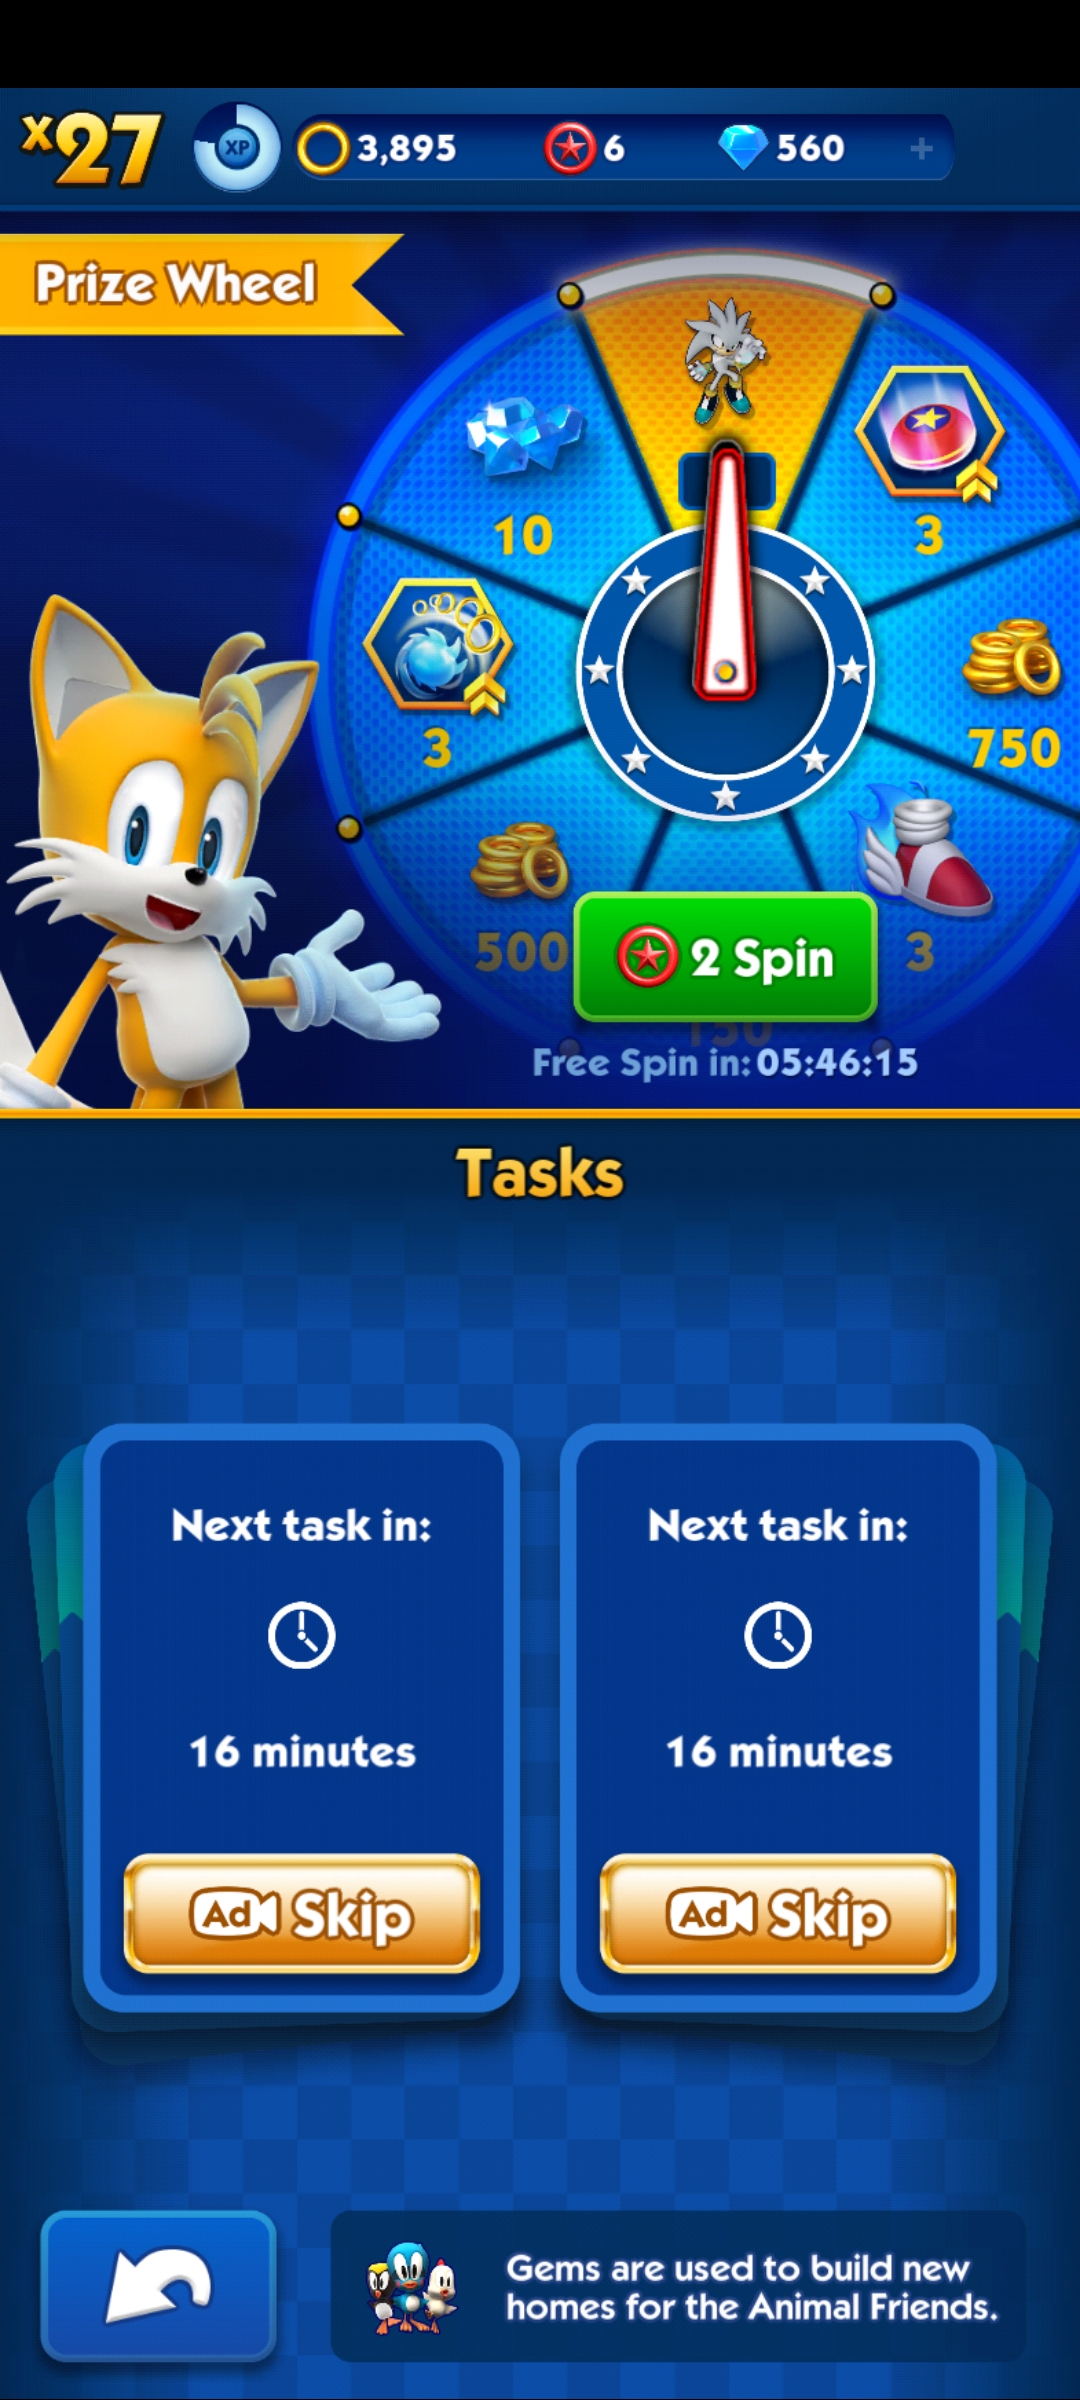 x27
XP
3,895
6
560
+
Prize Wheel
10
3
3
750
500
2 Spin
3
150
Free Spin in: 05:46:15
Tasks
Next task in:
Next task in:
16 minutes
16 minutes
Ad Skip
Ad Skip
Gems are used to build new
homes for the Animal Friends.